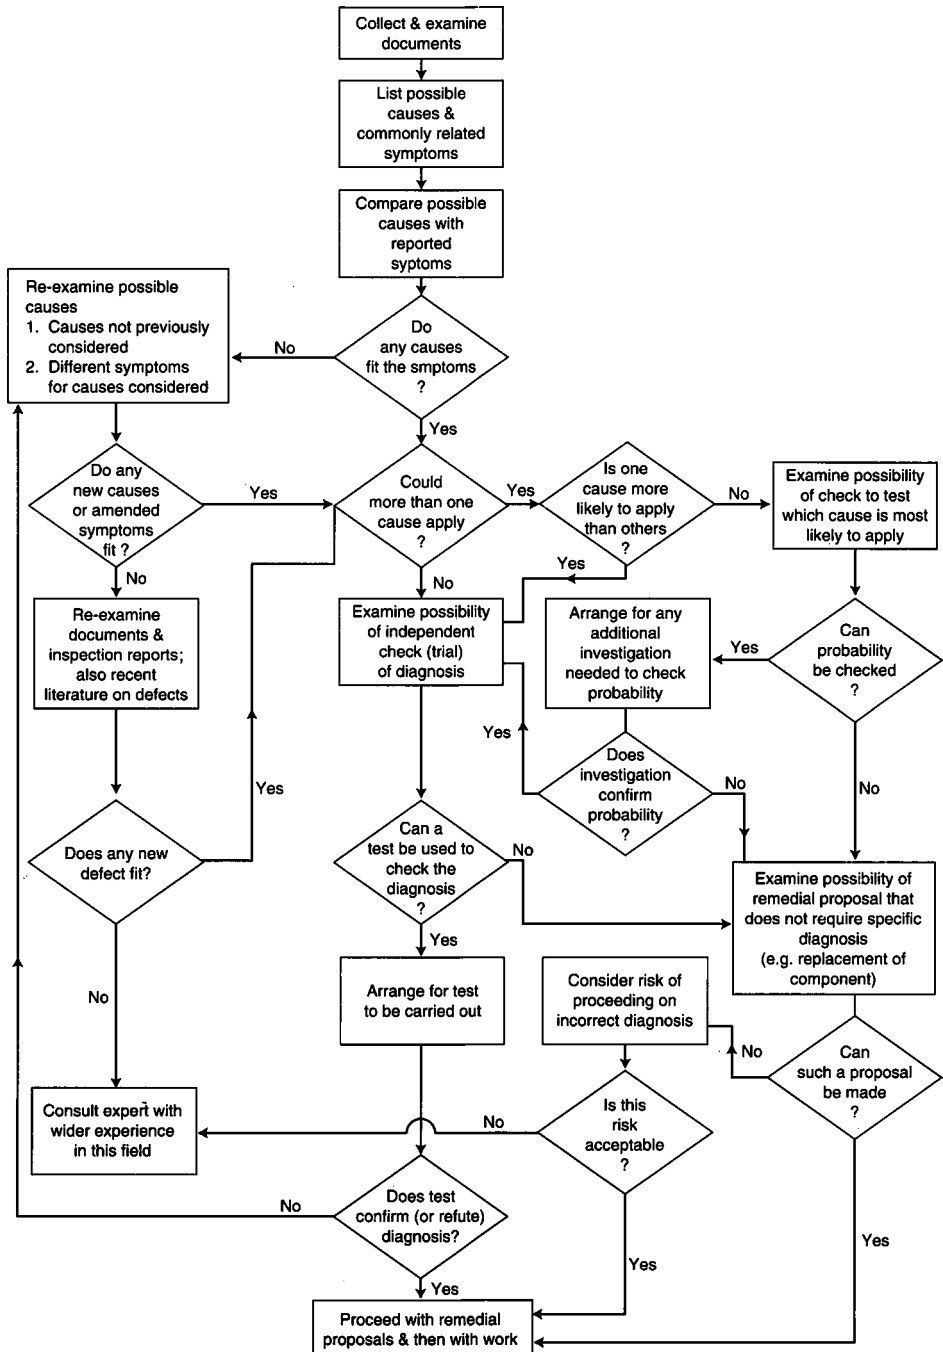 Collect & examine
documents
List possible
causes &
commonly related
symptoms
Compare possible
causes with
reported
syptoms
Re-examine possible
causes
1. Causes not previously
considered
2. Different symptoms
for causes considered
No
Do
any causes
fit the smptoms
?
Yes
Do any
new causes
or amended
symptoms
fit ?
Yes
Could
more than one
cause apply
?
Yes
Is one
cause more
likely to apply
than others
?
No
Examine possibility
of check to test
which cause is most
likely to apply
No
No
Yes
Re-examine
documents &
inspection reports;
also recent
literature on defects
Examine possibility
of independent
check (trial)
of diagnosis
Arrange for any
additional
investigation
needed to check
probability
Yes
Can
probability
be checked
?
Yes
Does
investigation
confirm
probability
?
No
No
Yes
Does any new
defect fit?
Can a
test be used to
check the
diagnosis
?
No
Examine possibility of
remedial proposal that
does not require specific
diagnosis
(e.g. replacement of
component)
Yes
No
Arrange for test
to be carried out
Consider risk of
proceeding on
incorrect diagnosis
No
Can
such a proposal
be made
?
Consult expert with
wider experience
in this field
No
Is this
risk
acceptable
?
No
Does test
confirm (or refute)
diagnosis?
Yes
Yes
Yes
Proceed with remedial
proposals & then with work